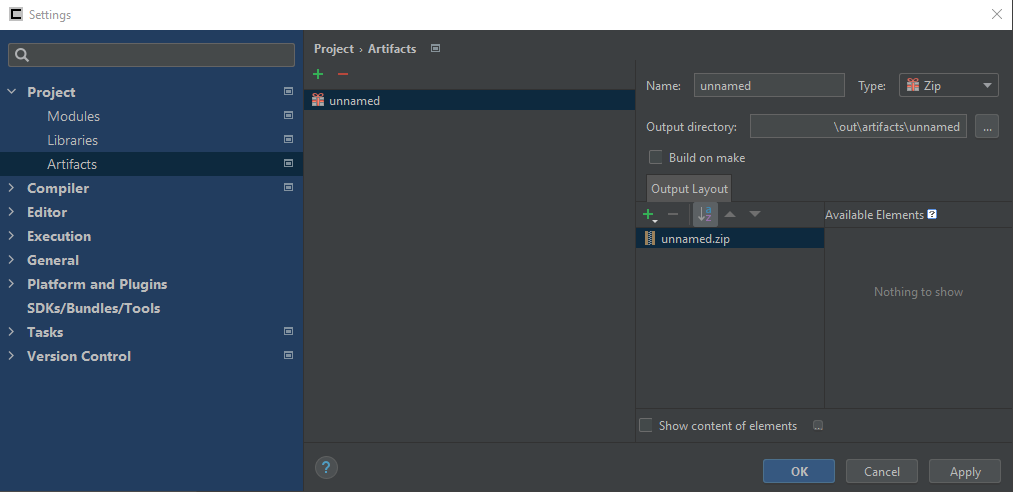 Settings
Project › Artifacts
Project
Modules
Libraries
Artifacts
Compiler
Editor
Execution
General
Platform and Plugins
SDKs/Bundles/Tools
Tasks
Version Control
unnamed
Name: unnamed Type: Zip
Output directory: \out\artifacts\unnamed ...
Build on make
Output Layout
Available Elements ?
unnamed.zip
Nothing to show
Show content of elements ...
? OK Cancel Apply